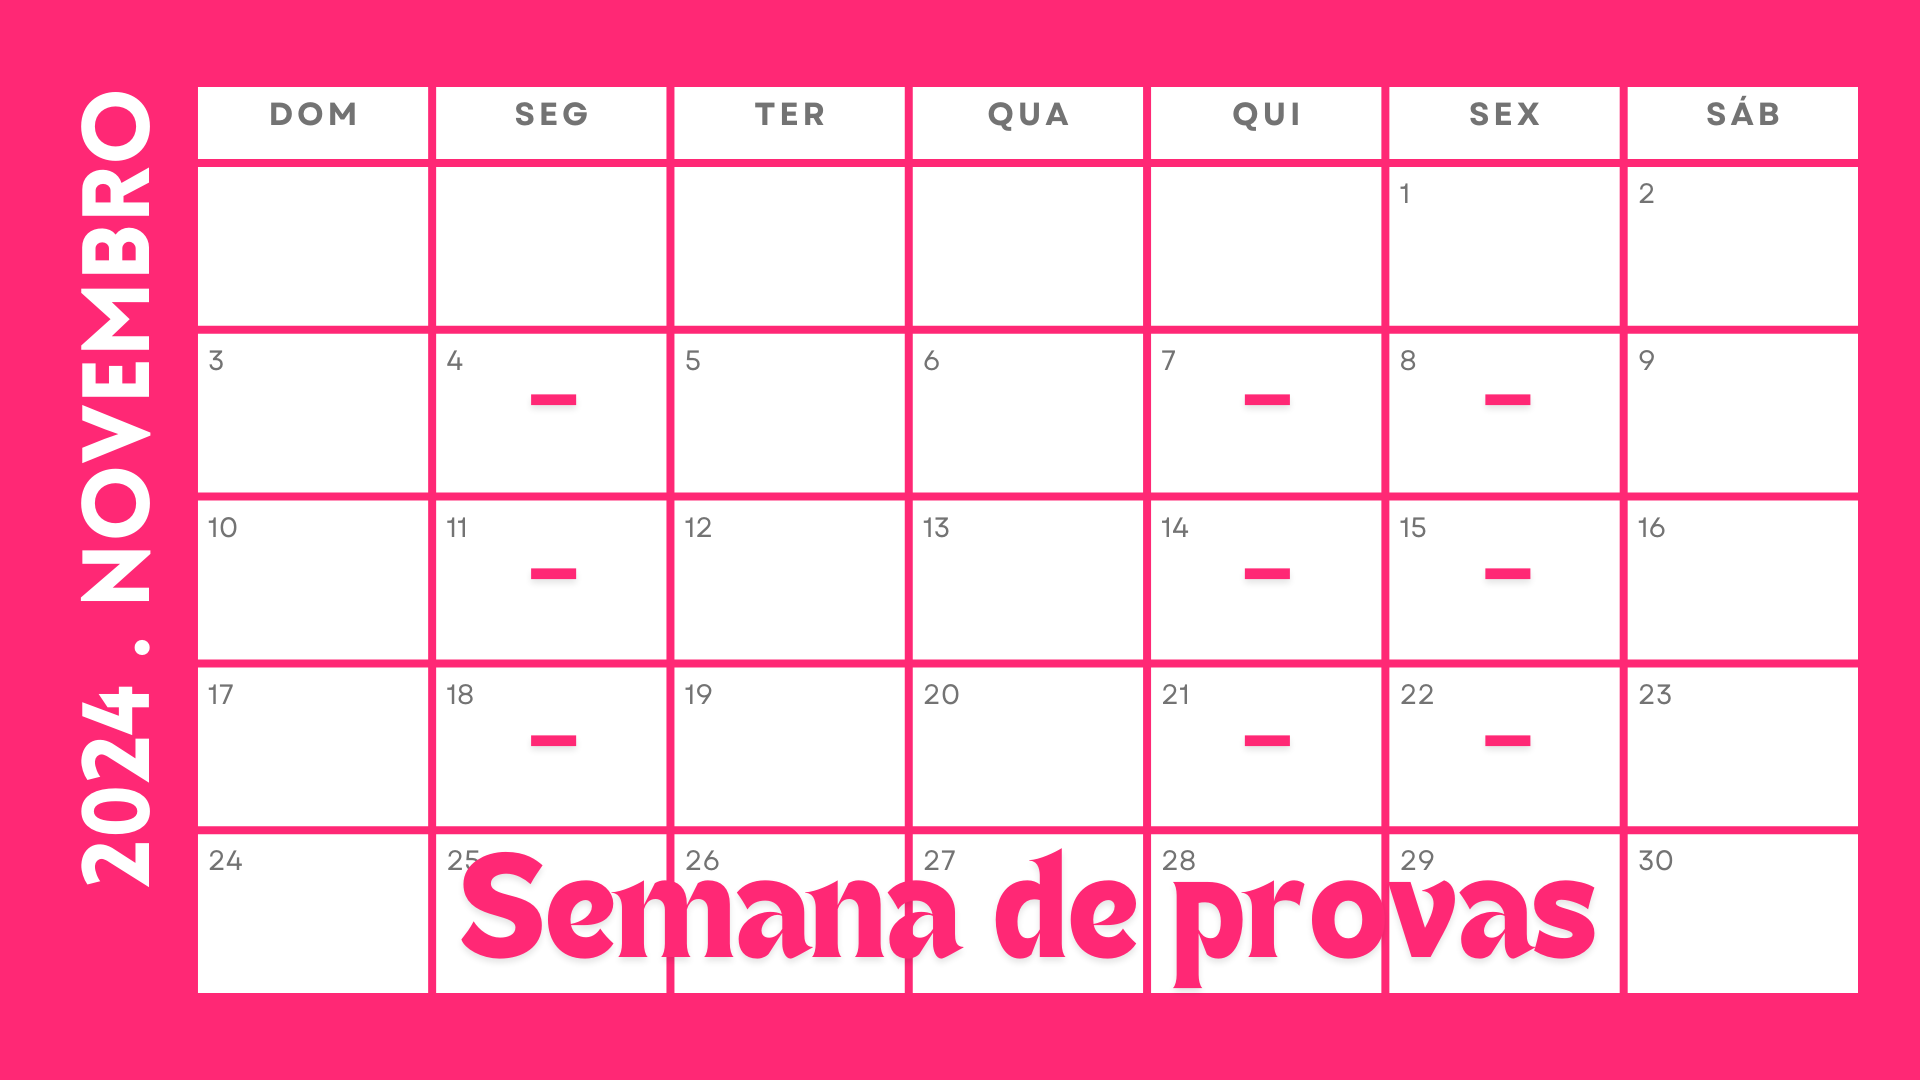 2024 . NOVEMBRO
DOM SEG TER QUA QUI SEX SÁB
1 2
3 4 5 6 7 8 9
– – –
10 11 12 13 14 15 16
– – –
17 18 19 20 21 22 23
– – –
24 25 26 27 28 29 30
Semana de provas